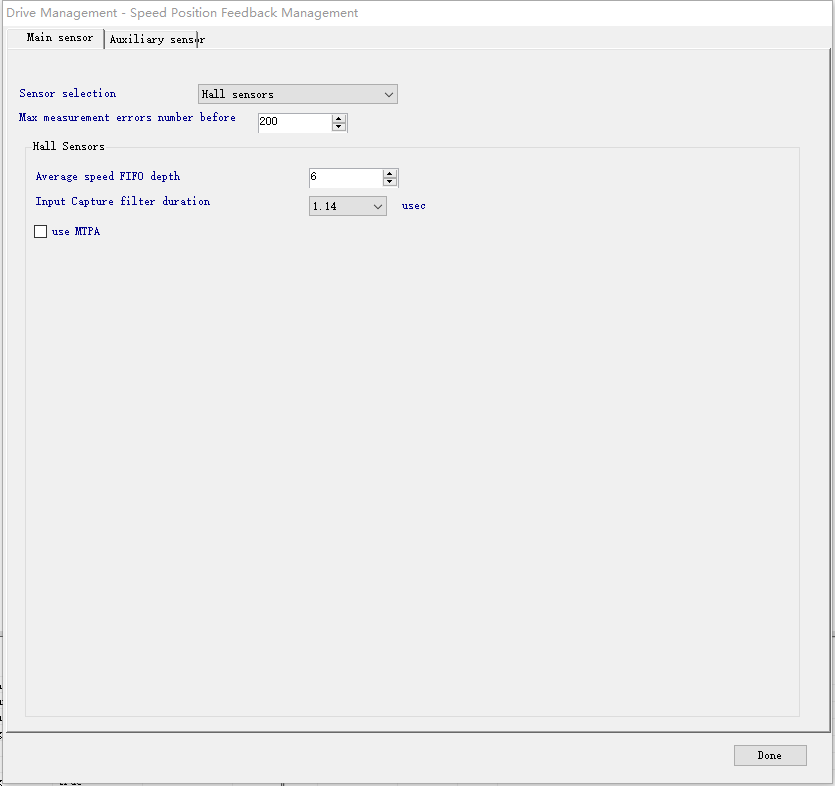 Drive Management - Speed Position Feedback Management
Main sensor
Auxiliary sensor
Sensor selection
Hall sensors
Max measurement errors number before
200
Hall Sensors
Average speed FIFO depth
6
Input Capture filter duration
1.14
usec
use MTPA
Done